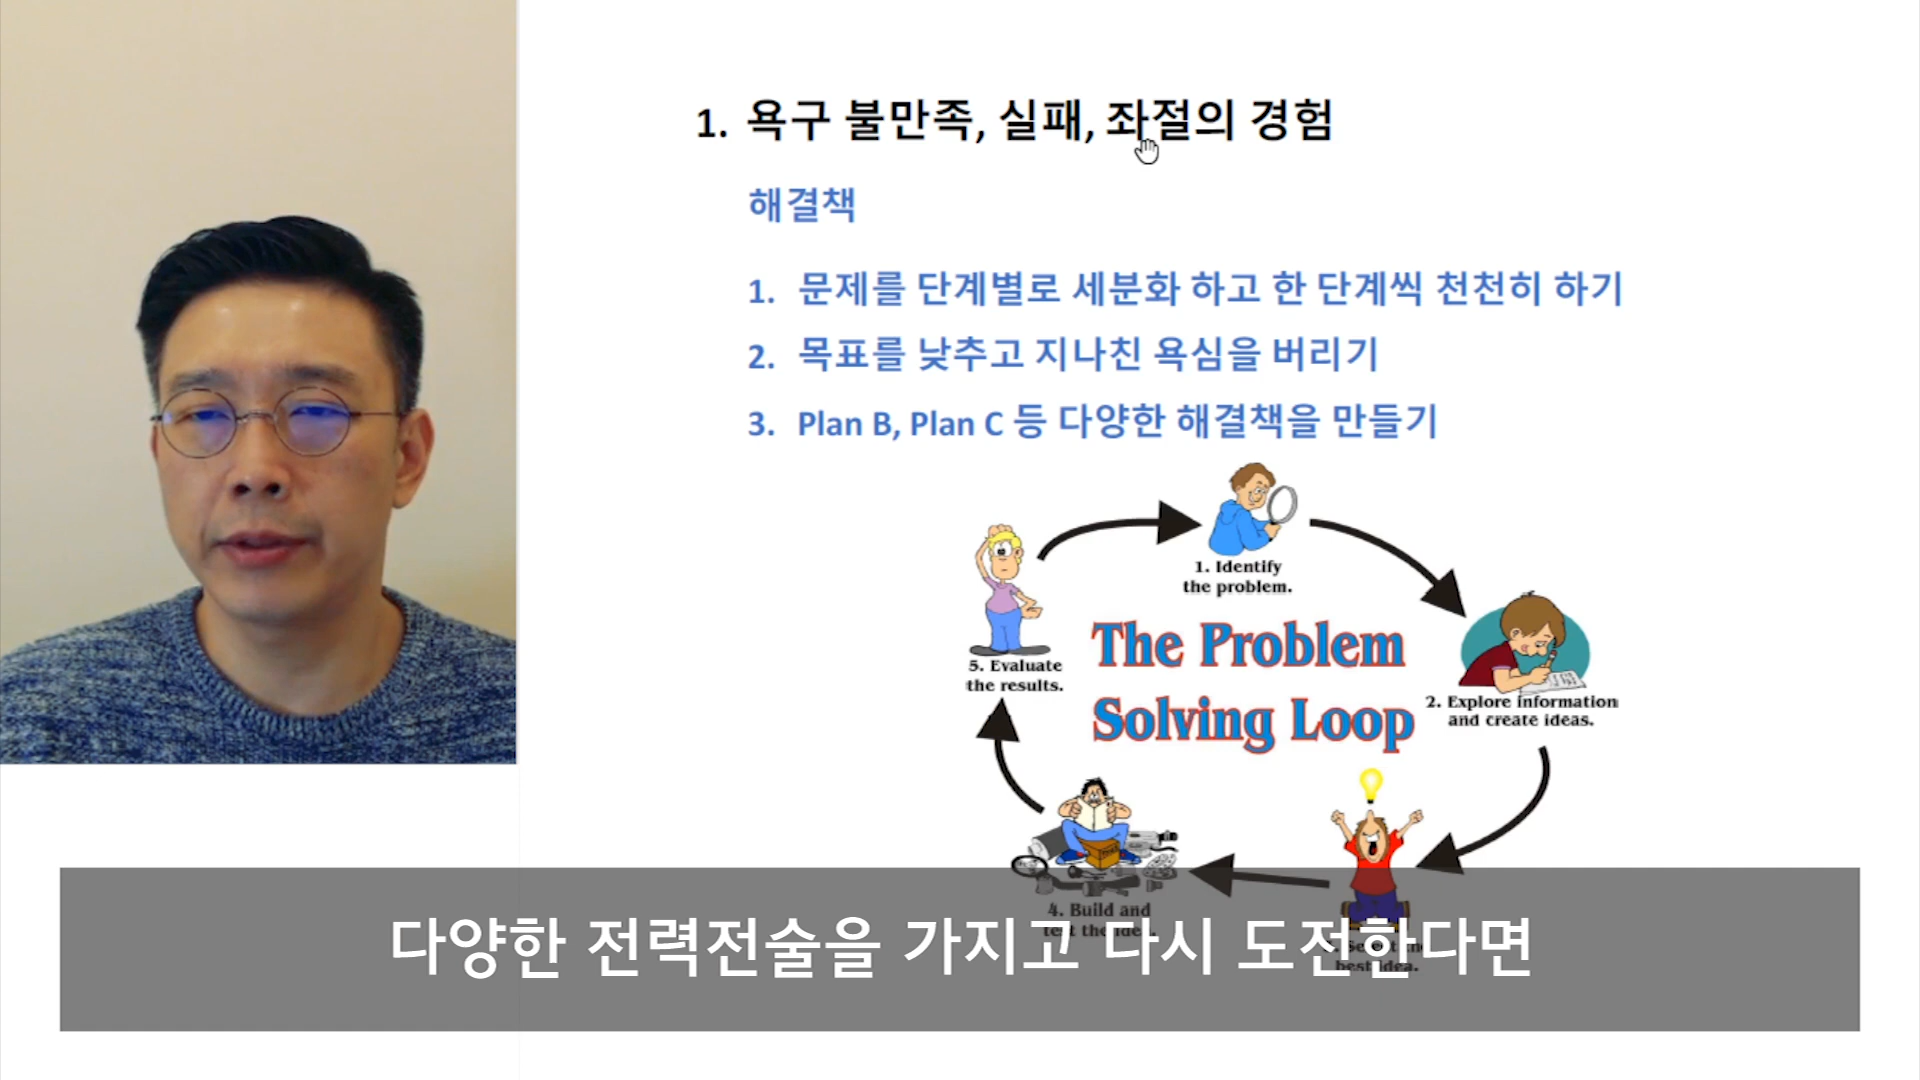 1. 욕구 불만족, 실패, 좌절의 경험
해결책
1. 문제를 단계별로 세분화 하고 한 단계씩 천천히 하기
2. 목표를 낮추고 지나친 욕심을 버리기
3. Plan B, Plan C 등 다양한 해결책을 만들기
1. Identify
the problem.
The Problem
Solving Loop
2. Explore information
and create ideas.
best idea.
4. Build and
test the idea.
5. Evaluate
the results.
다양한 전력전술을 가지고 다시 도전한다면